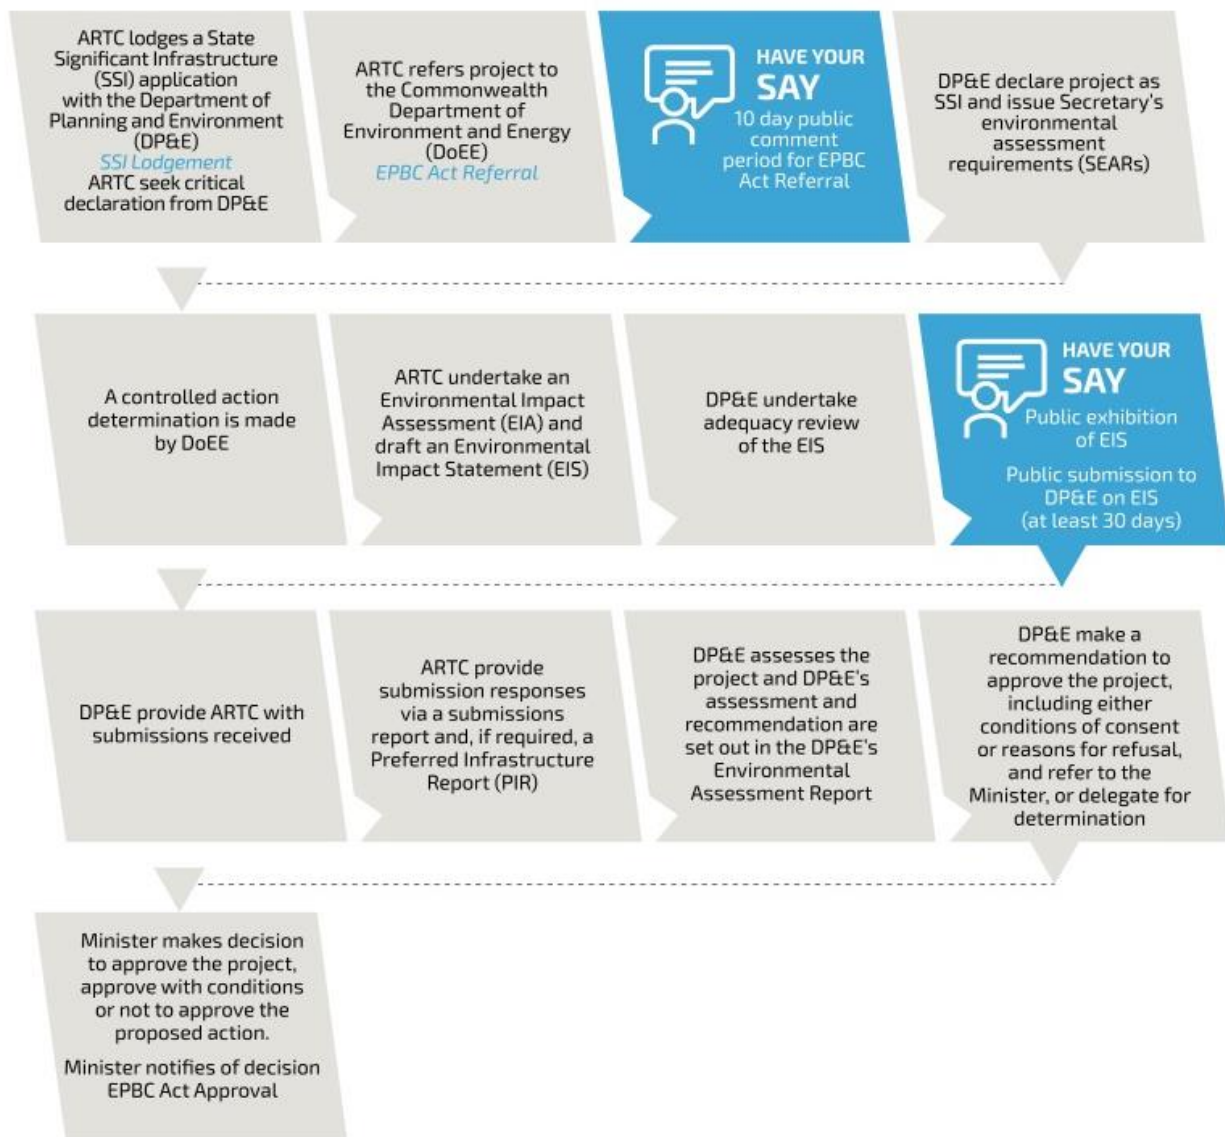 ARTC lodges a State
Significant Infrastructure
(SSI) application
with the Department of
Planning and Environment
(DP&E)
SSI Lodgement
ARTC seek critical
declaration from DP&E
ARTC refers project to
the Commonwealth
Department of
Environment and Energy
(DoEE)
EPBC Act Referral
HAVE YOUR
SAY
10 day public
comment
period for EPBC
Act Referral
DP&E declare project as
SSI and issue Secretary's
environmental
assessment
requirements (SEARs)
A controlled action
determination is made
by DoEE
ARTC undertake an
Environmental Impact
Assessment (EIA) and
draft an Environmental
Impact Statement (EIS)
DP&E undertake
adequacy review
of the EIS
HAVE YOUR
SAY
Public exhibition
of EIS
Public submission to
DP&E on EIS
(at least 30 days)
DP&E provide ARTC with
submissions received
ARTC provide
submission responses
via a submissions
report and, if required, a
Preferred Infrastructure
Report (PIR)
DP&E assesses the
project and DP&E's
assessment and
recommendation are
set out in the DP&E's
Environmental
Assessment Report
DP&E make a
recommendation to
approve the project,
including either
conditions of consent
or reasons for refusal,
and refer to the
Minister, or delegate for
determination
Minister makes decision
to approve the project,
approve with conditions
or not to approve the
proposed action.
Minister notifies of decision
EPBC Act Approval